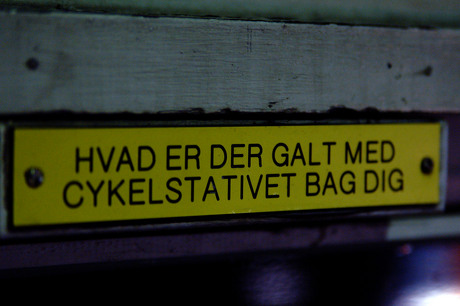 HVAD ER DER GALT MED
CYKELSTATIVET BAG DIG